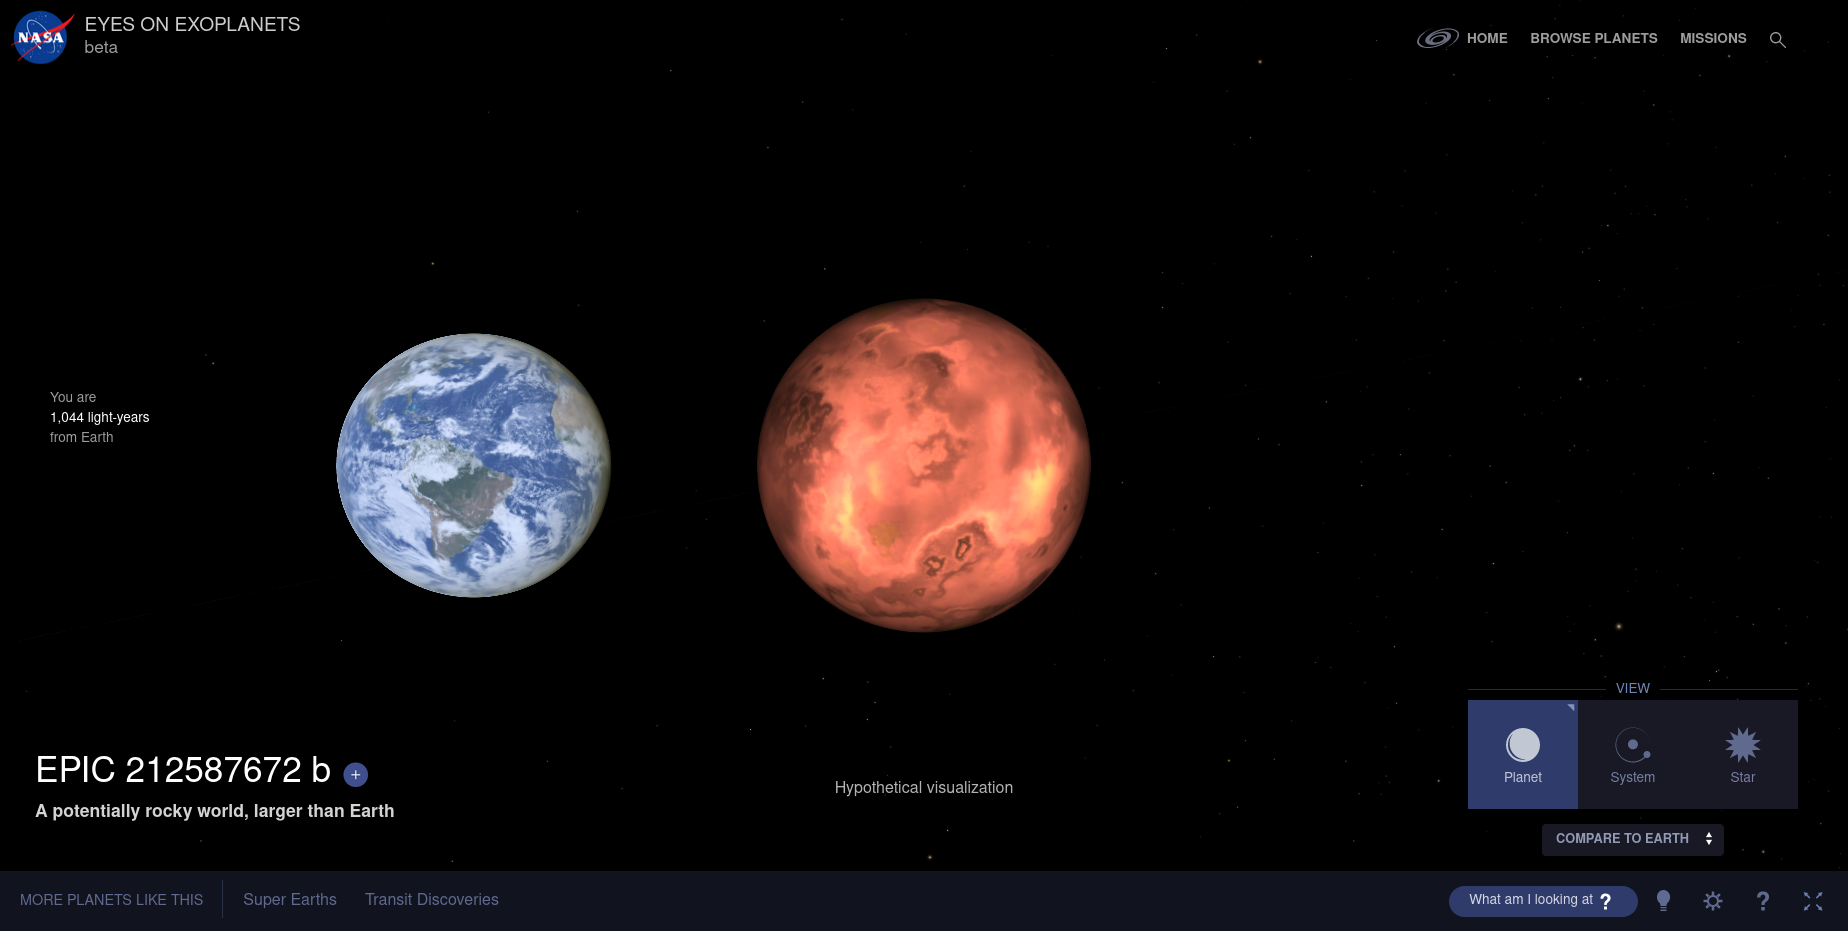 NASA
EYES ON EXOPLANETS
beta
HOME
BROWSE PLANETS
MISSIONS
You are
1,044 light-years
from Earth
EPIC 212587672 b +
A potentially rocky world, larger than Earth
Hypothetical visualization
VIEW
Planet
System
Star
COMPARE TO EARTH
MORE PLANETS LIKE THIS
Super Earths
Transit Discoveries
What am I looking at ?
?